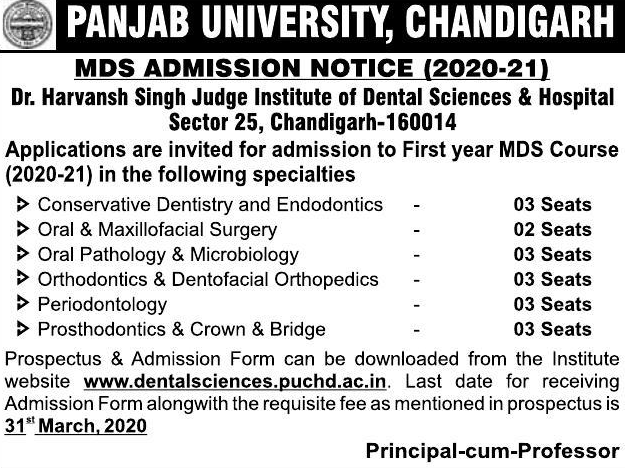 PANJAB UNIVERSITY, CHANDIGARH
MDS ADMISSION NOTICE (2020-21)
Dr. Harvansh Singh Judge Institute of Dental Sciences & Hospital
Sector 25, Chandigarh-160014
Applications are invited for admission to First year MDS Course
(2020-21) in the following specialties
Conservative Dentistry and Endodontics - 03 Seats
Oral & Maxillofacial Surgery - 02 Seats
Oral Pathology & Microbiology - 03 Seats
Orthodontics & Dentofacial Orthopedics - 03 Seats
Periodontology - 03 Seats
Prosthodontics & Crown & Bridge - 03 Seats
Prospectus & Admission Form can be downloaded from the Institute
website www.dentalsciences.puchd.ac.in. Last date for receiving
Admission Form alongwith the requisite fee as mentioned in prospectus is
31st March, 2020
Principal-cum-Professor